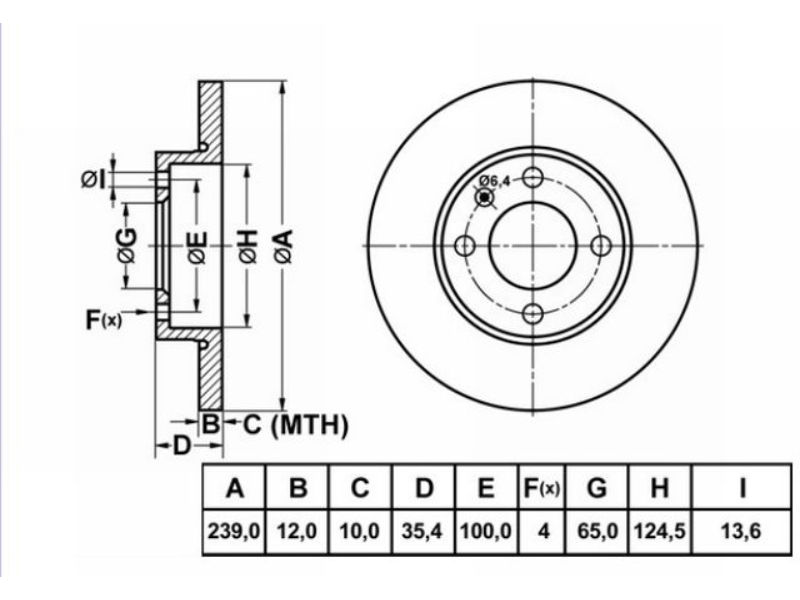 ØI
ØG
ØE
ØH
ØA
F(x)
B
C (MTH)
D
Ø6,4
A B C D E F(x) G H I
239,0 12,0 10,0 35,4 100,0 4 65,0 124,5 13,6